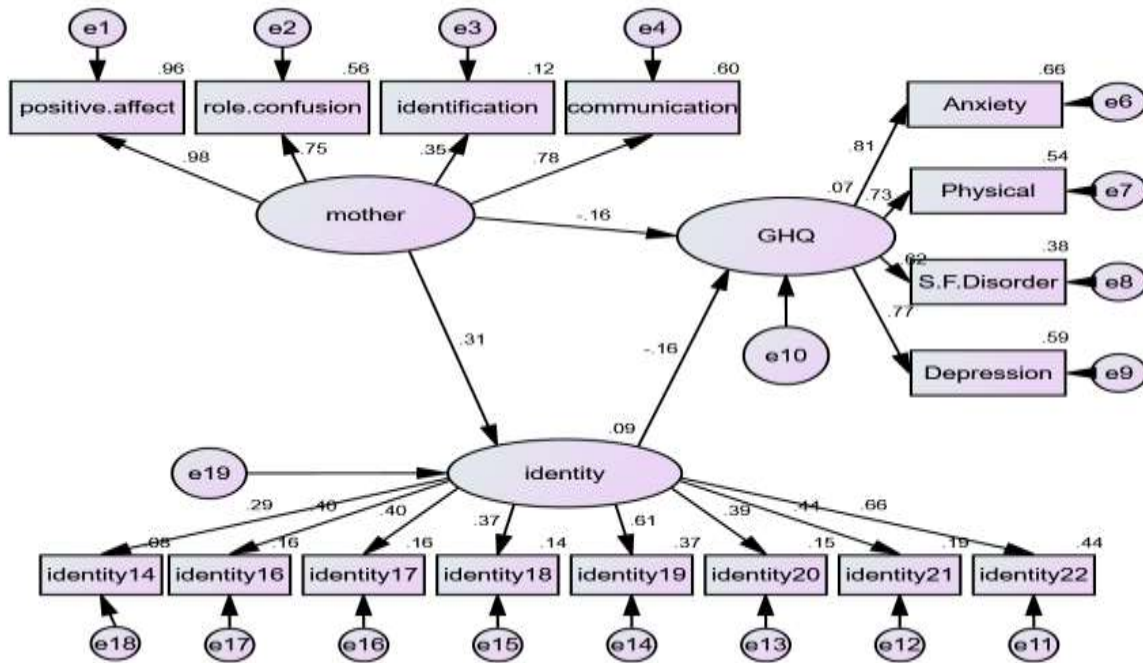 e1 e2 e3 e4
.96 .56 .12 .60 .66
positive.affect role.confusion identification communication Anxiety e6
.98 .75 .35 .78 .81 .54
mother -.16 .07 .73 Physical e7
GHQ .38
.62 S.F.Disorder e8
.31 -.16 e10 .77 .59
Depression e9
.09
e19 identity
.29 .40 .40 .37 .61 .39 .44 .66
.08 .16 .16 .14 .37 .15 .19 .44
identity14 identity16 identity17 identity18 identity19 identity20 identity21 identity22
e18 e17 e16 e15 e14 e13 e12 e11